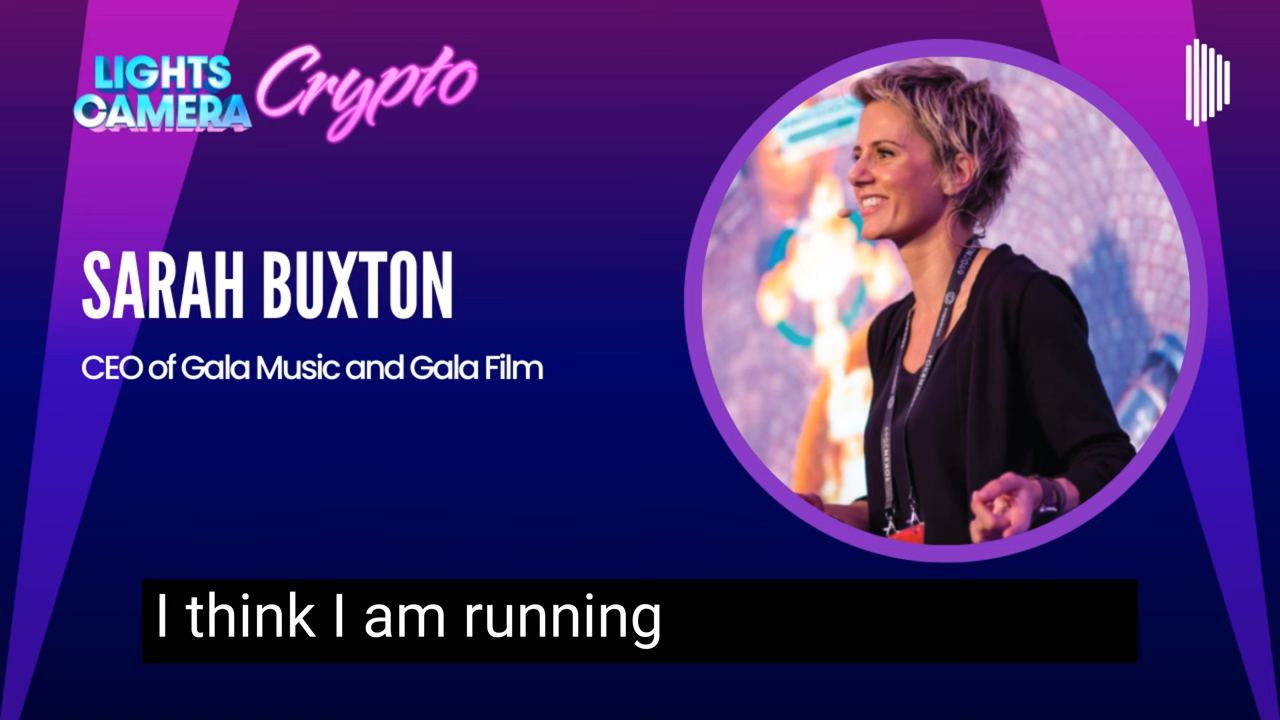 LIGHTS
CAMERA
Crypto
SARAH BUXTON
CEO of Gala Music and Gala Film
I think I am running